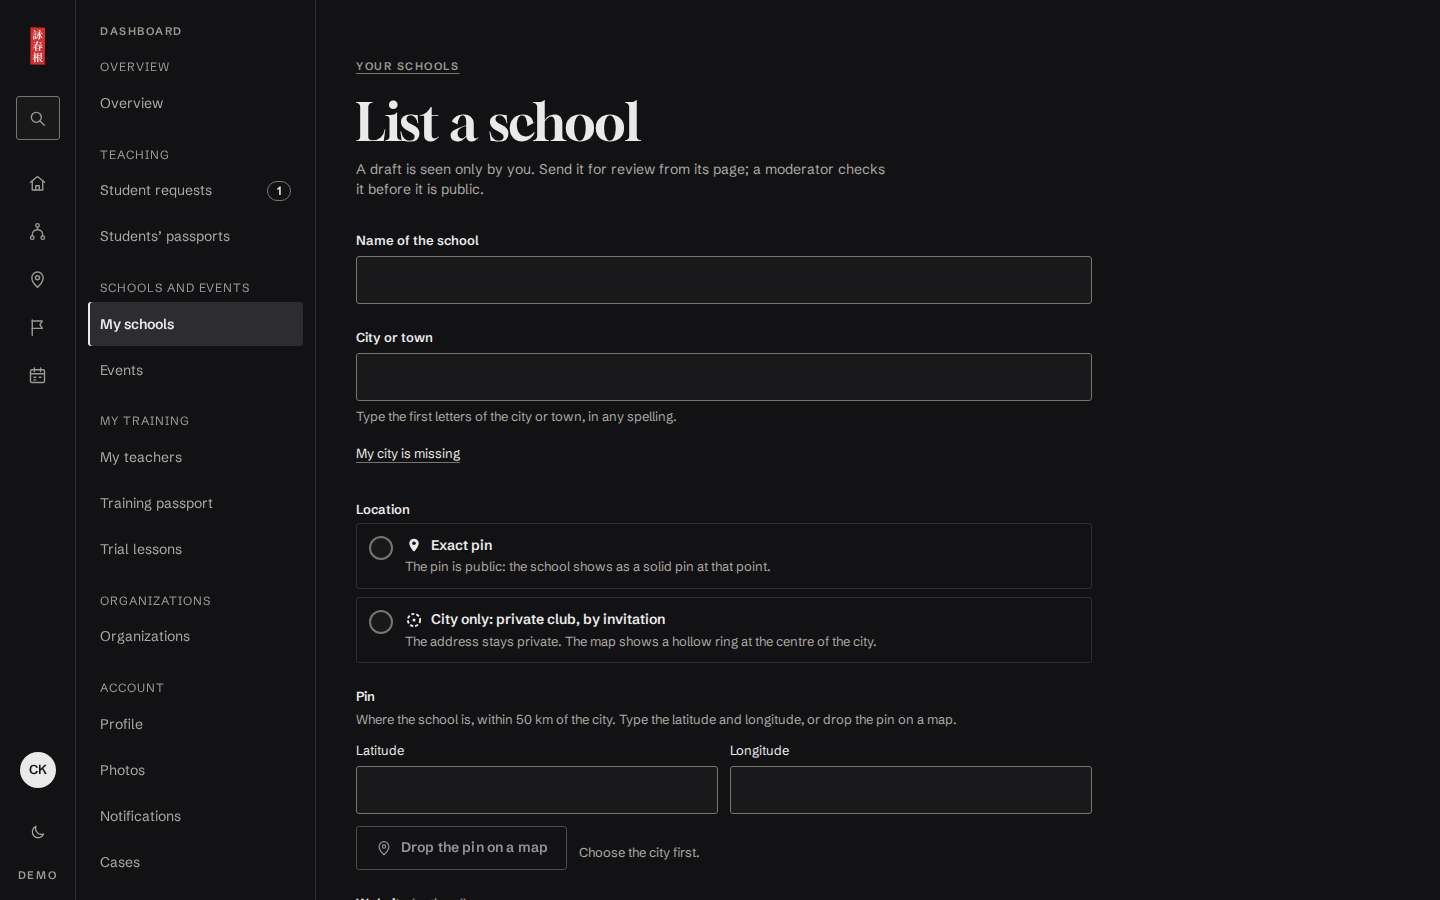 詠春根
DASHBOARD
OVERVIEW
Overview
TEACHING
Student requests 1
Students’ passports
SCHOOLS AND EVENTS
My schools
Events
MY TRAINING
My teachers
Training passport
Trial lessons
ORGANIZATIONS
Organizations
ACCOUNT
Profile
Photos
Notifications
Cases
CK
DEMO
YOUR SCHOOLS
List a school
A draft is seen only by you. Send it for review from its page; a moderator checks
it before it is public.
Name of the school
City or town
Type the first letters of the city or town, in any spelling.
My city is missing
Location
Exact pin
The pin is public: the school shows as a solid pin at that point.
City only: private club, by invitation
The address stays private. The map shows a hollow ring at the centre of the city.
Pin
Where the school is, within 50 km of the city. Type the latitude and longitude, or drop the pin on a map.
Latitude Longitude
Drop the pin on a map Choose the city first.